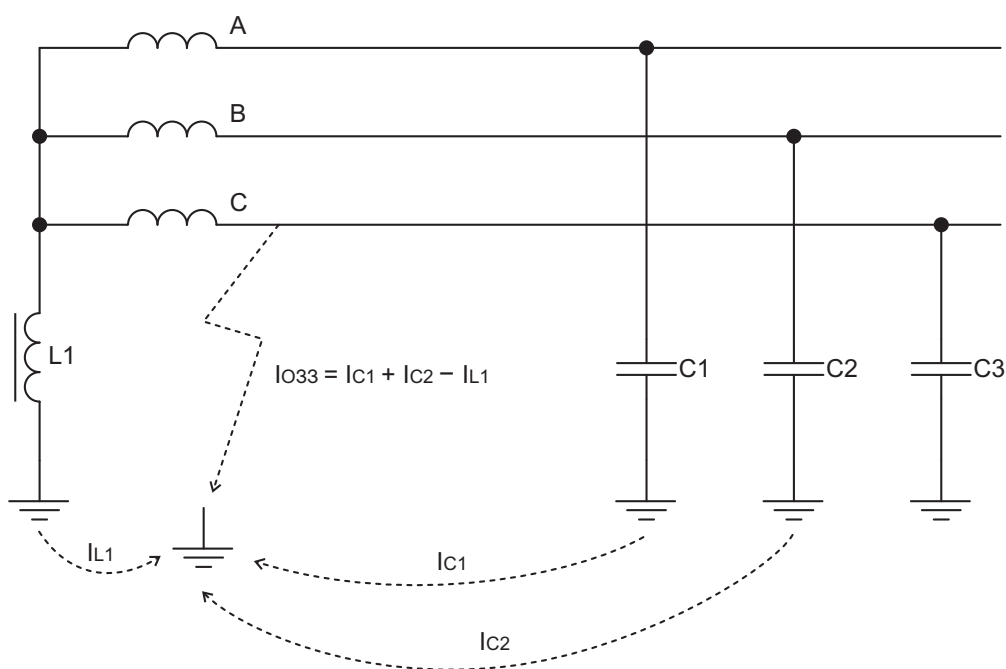 A
B
C
L1
IO33 = IC1 + IC2 − IL1
C1
C2
C3
IL1
IC1
IC2